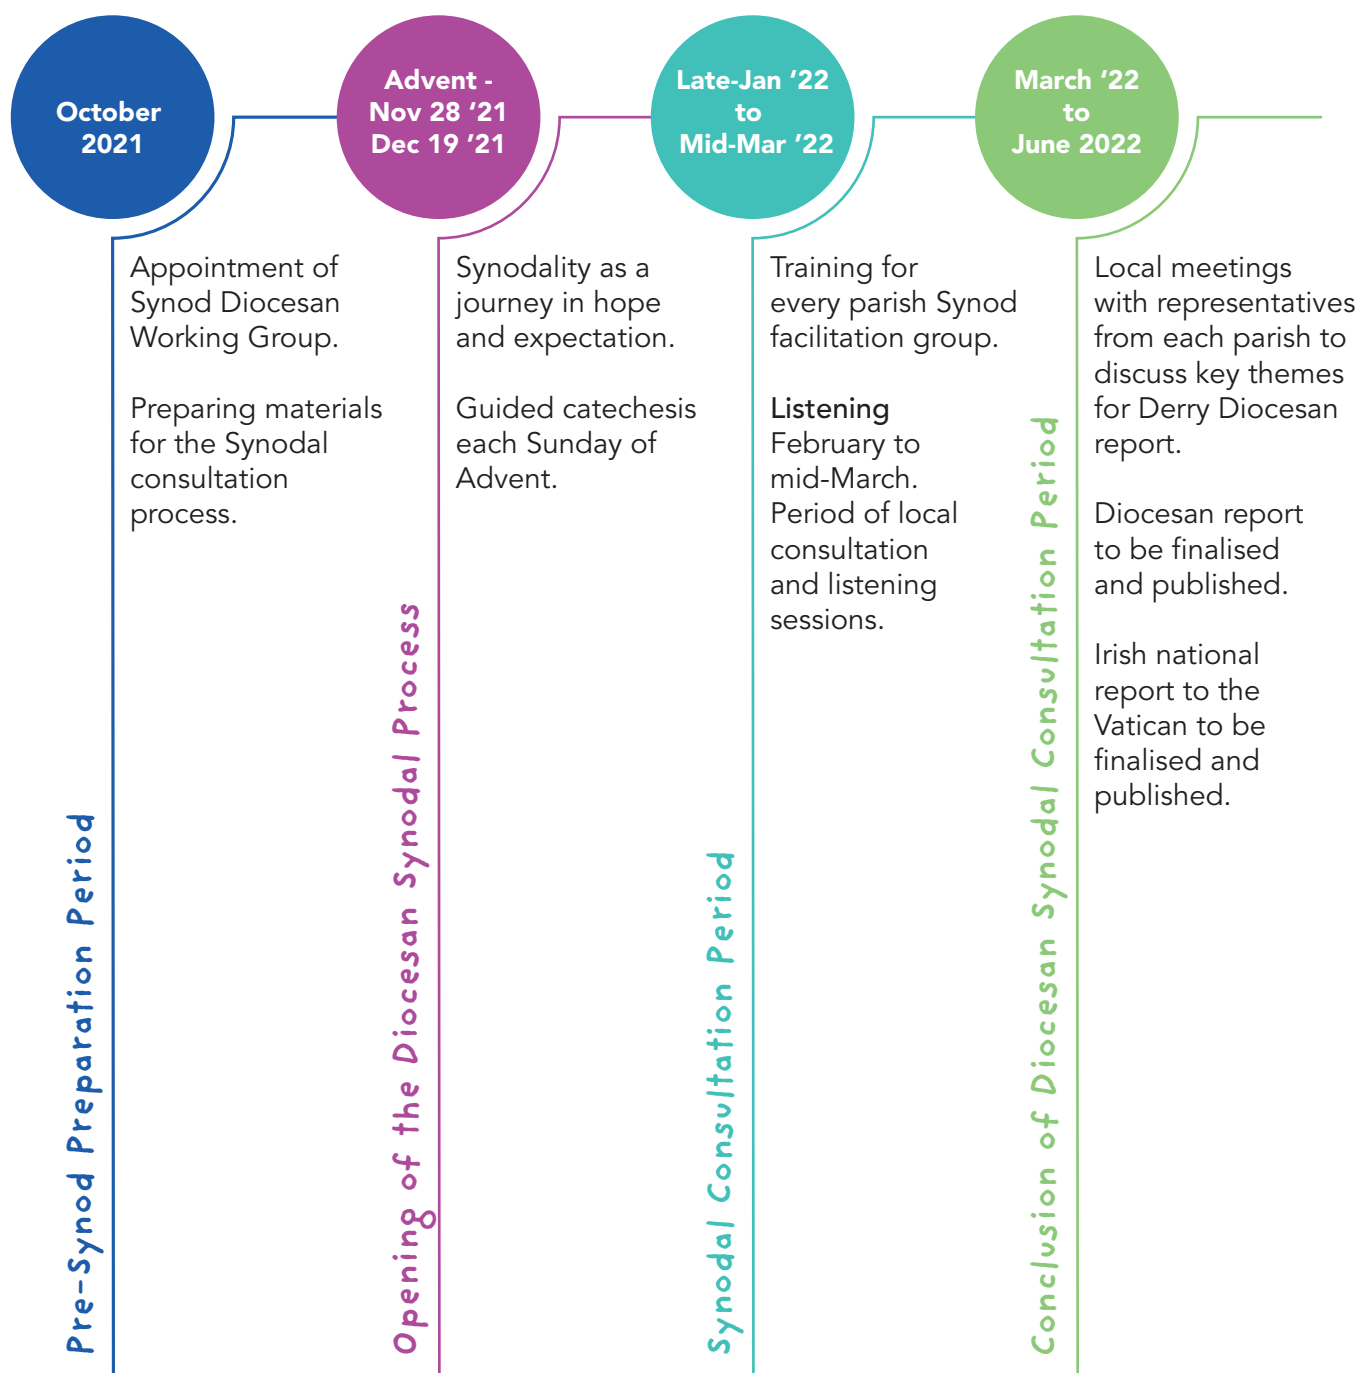 October
2021
Advent -
Nov 28 ‘21
Dec 19 ’21
Late-Jan ‘22
to
Mid-Mar ‘22
March ‘22
to
June 2022
Pre-Synod Preparation Period
Appointment of
Synod Diocesan
Working Group.
Preparing materials
for the Synodal
consultation
process.
Opening of the Diocesan Synodal Process
Synodality as a
journey in hope
and expectation.
Guided catechesis
each Sunday of
Advent.
Synodal Consultation Period
Training for
every parish Synod
facilitation group.
Listening
February to
mid-March.
Period of local
consultation
and listening
sessions.
Conclusion of Diocesan Synodal Consultation Period
Local meetings
with representatives
from each parish to
discuss key themes
for Derry Diocesan
report.
Diocesan report
to be finalised
and published.
Irish national
report to the
Vatican to be
finalised and
published.